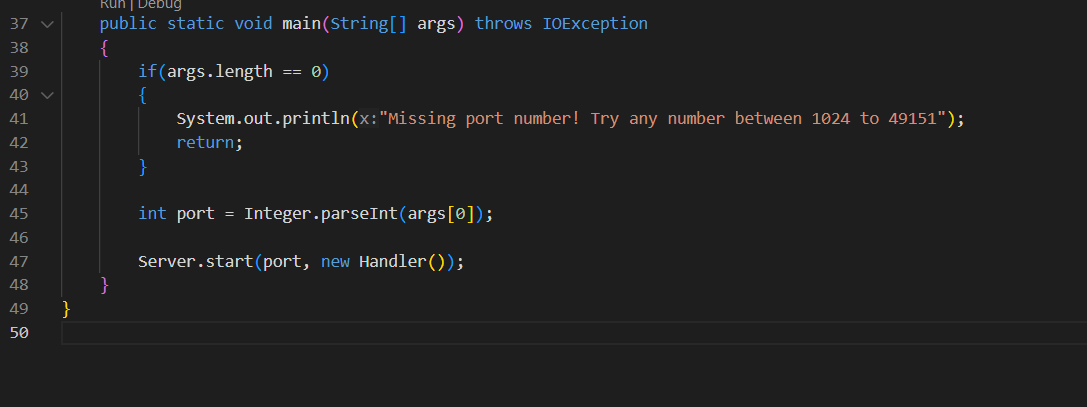 Run | Debug
37 public static void main(String[] args) throws IOException
38 {
39 if(args.length == 0)
40 {
41 System.out.println(x:"Missing port number! Try any number between 1024 to 49151");
42 return;
43 }
44
45 int port = Integer.parseInt(args[0]);
46
47 Server.start(port, new Handler());
48 }
49 }
50